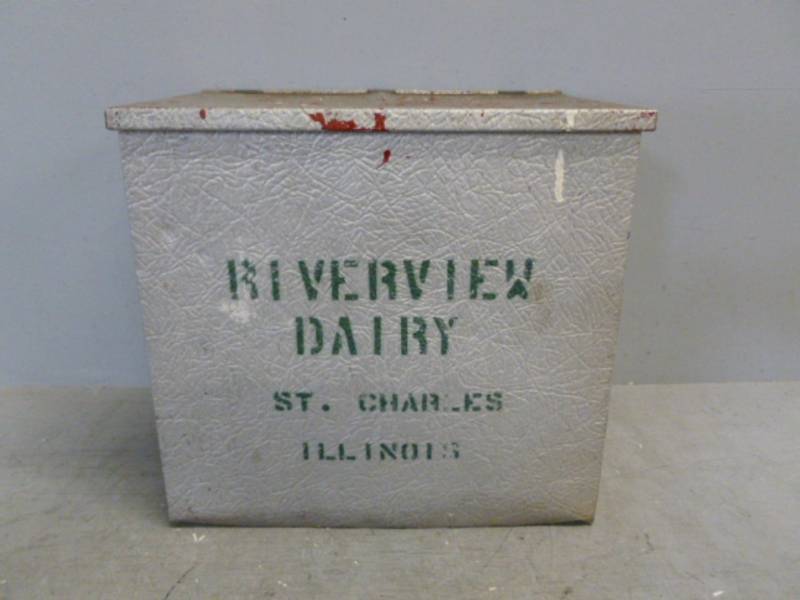 RIVERVIEW
DAIRY
ST. CHARLES
ILLINOIS